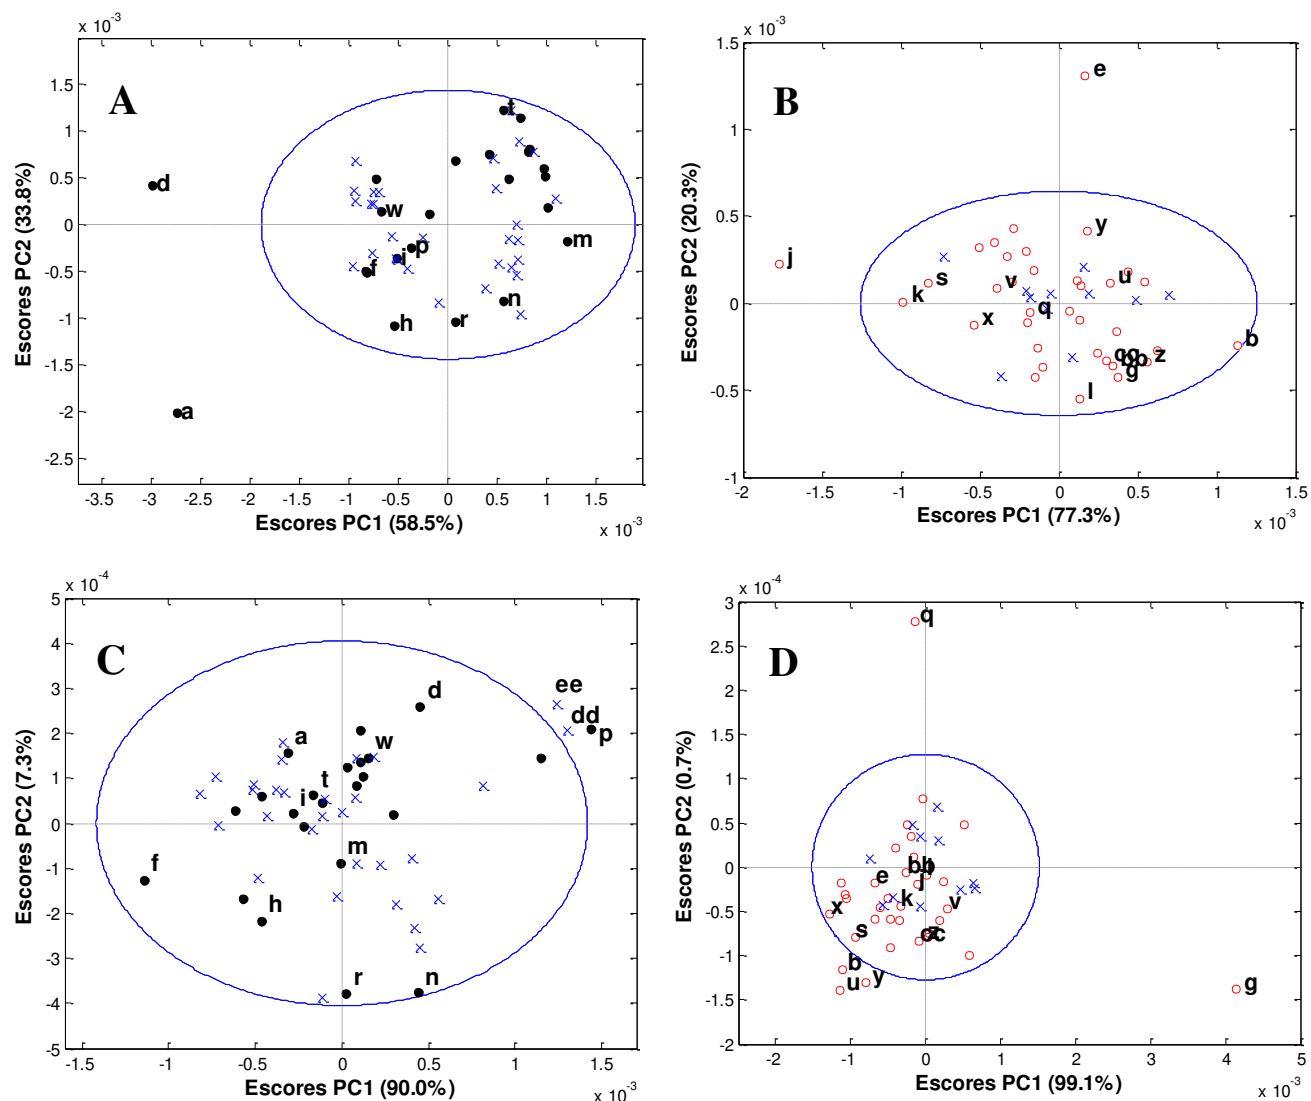 x 10^-3
A
1.5
1
0.5
0
-0.5
-1
-1.5
-2
-2.5
-3.5 -3 -2.5 -2 -1.5 -1 -0.5 0 0.5 1 1.5
Escores PC2 (33.8%)
Escores PC1 (58.5%)
x 10^-3
t
d
w
p
i
f
m
n
h
r
a
x 10^-3
B
1.5
1
0.5
0
-0.5
-1
-2 -1.5 -1 -0.5 0 0.5 1 1.5
Escores PC2 (20.3%)
Escores PC1 (77.3%)
x 10^-3
e
y
j
s
v
u
k
x
q
b
cc
bb
z
g
l
x 10^-4
C
5
4
3
2
1
0
-1
-2
-3
-4
-5
-1.5 -1 -0.5 0 0.5 1 1.5
Escores PC2 (7.3%)
Escores PC1 (90.0%)
x 10^-3
ee
d
dd
p
a
w
t
i
m
f
h
r
n
x 10^-4
D
3
2.5
2
1.5
1
0.5
0
-0.5
-1
-1.5
-2
-2 -1 0 1 2 3 4 5
Escores PC2 (0.7%)
Escores PC1 (99.1%)
x 10^-3
q
bb
l
e
j
k
v
x
s
cc
z
b
u
y
g